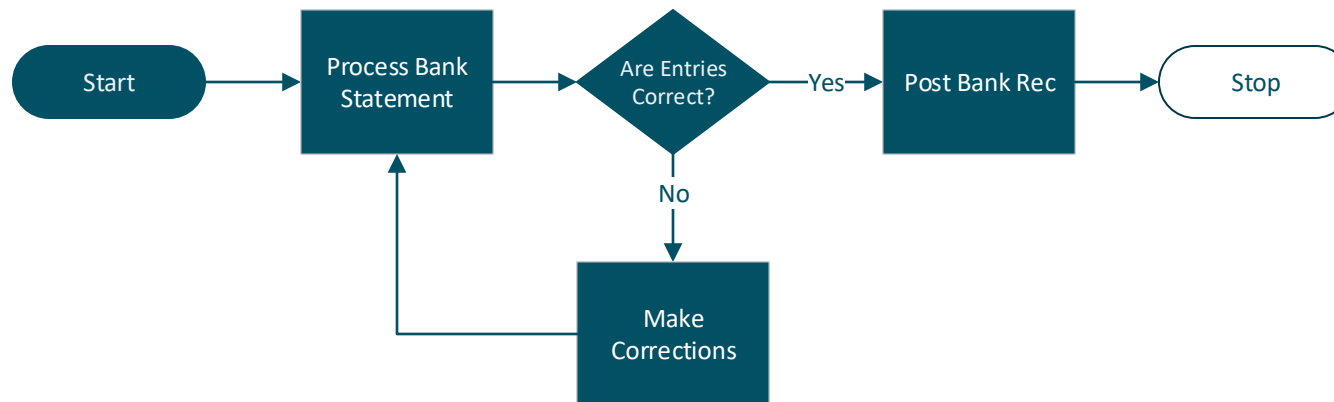 Start
Process Bank
Statement
Are Entries
Correct?
Yes
Post Bank Rec
Stop
No
Make
Corrections